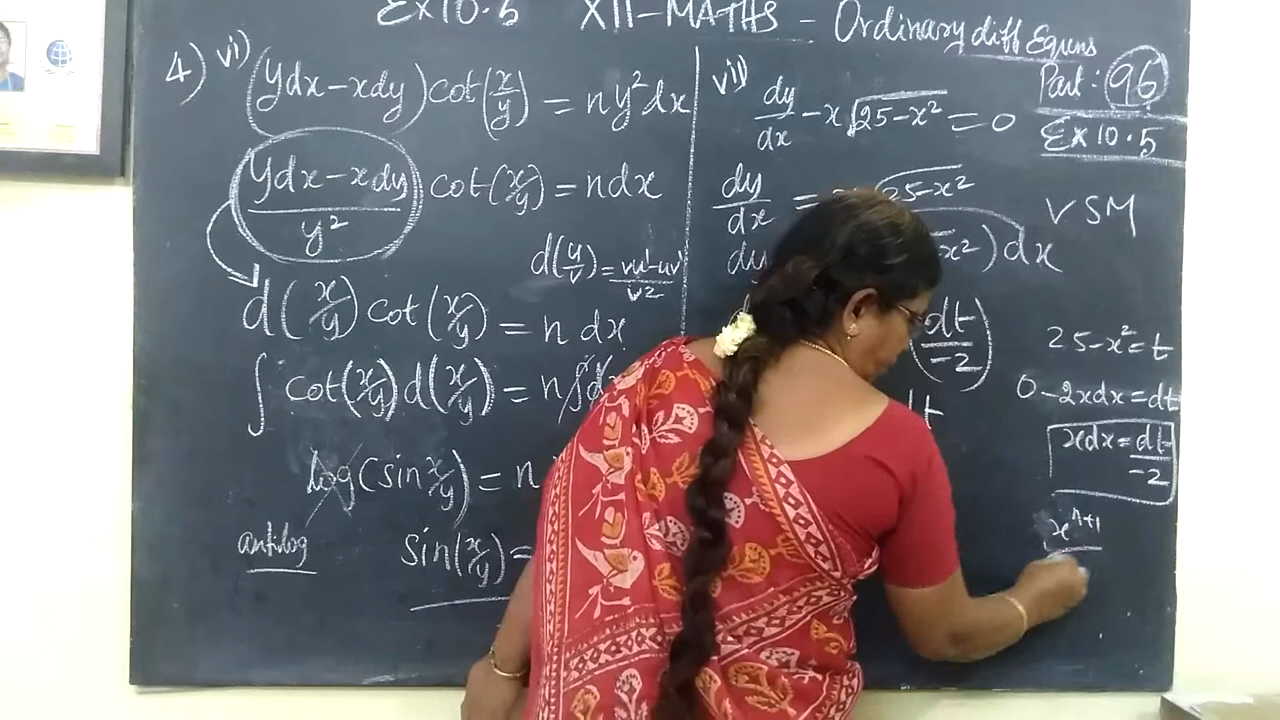 Ex 10.5 XII-MATHS - Ordinary diff Equens
Part: 96
Ex 10.5
VSM
4) vi) (ydx-xdy)cot(x/y) = ny²dx
(ydx-xdy)/y² cot(x/y) = ndx
d(u/v) = (vu'-uv')/v²
d(x/y)cot(x/y) = n dx
∫ cot(x/y)d(x/y) = n∫d
log(sin x/y) = n
antilog
sin(x/y) =
vii) dy/dx - x√25-x² = 0
dy/dx = √25-x²
dy x²)dx
(dt/-2)
dt
25-x²=t
0-2xdx=dt
xdx=dt/-2
x^n+1